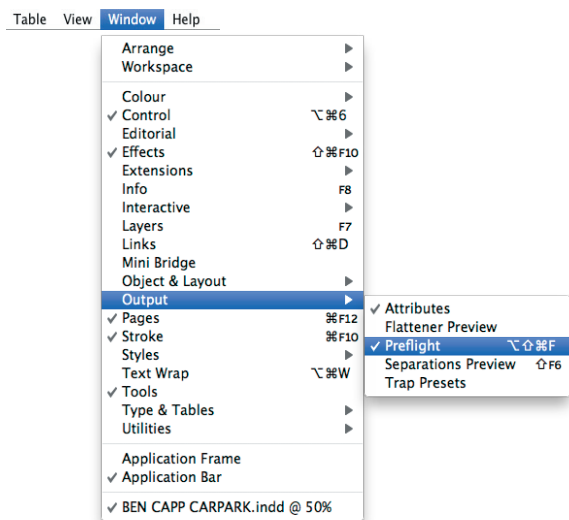 Table View Window Help
Arrange
Workspace
Colour
✓ Control ⌥⌘6
Editorial
✓ Effects ⇧⌘F10
Extensions
Info F8
Interactive
Layers F7
Links ⇧⌘D
Mini Bridge
Object & Layout
Output
✓ Pages ⌘F12
✓ Stroke ⌘F10
Styles
Text Wrap ⌥⌘W
✓ Tools
Type & Tables
Utilities
Application Frame
✓ Application Bar
✓ BEN CAPP CARPARK.indd @ 50%
✓ Attributes
Flattener Preview
✓ Preflight ⌥⇧⌘F
Separations Preview ⇧F6
Trap Presets